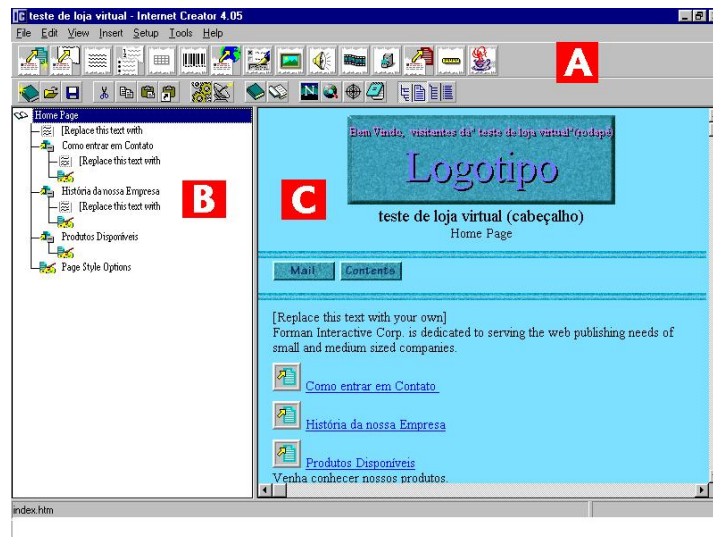 teste de loja virtual - Internet Creator 4.05
File Edit View Insert Setup Tools Help
A
Home Page
[Replace this text with
Como entrar em Contato
[Replace this text with
História da nossa Empresa
[Replace this text with
Produtos Disponíveis
Page Style Options
B
C
Bem Vindo, visitantes da" teste de loja virtual"(rodapé)
Logotipo
teste de loja virtual (cabeçalho)
Home Page
Mail Contents
[Replace this text with your own]
Forman Interactive Corp. is dedicated to serving the web publishing needs of
small and medium sized companies.
Como entrar em Contato
História da nossa Empresa
Produtos Disponíveis
Venha conhecer nossos produtos.
index.htm